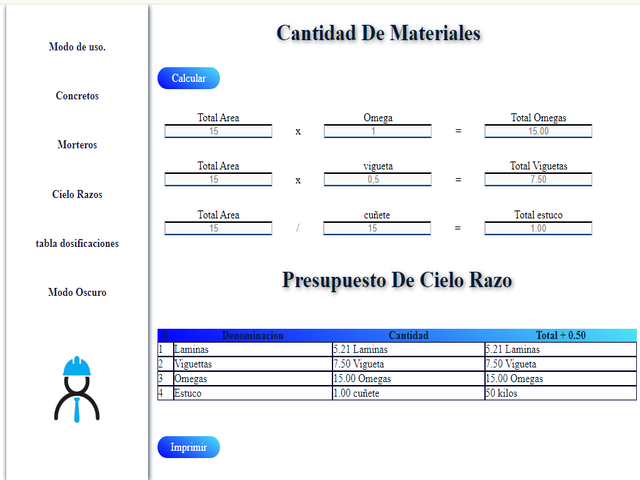 Modo de uso.
Concretos
Morteros
Cielo Razos
tabla dosificaciones
Modo Oscuro
Cantidad De Materiales
Calcular
Total Area Omega Total Omegas
15 x 1 = 15.00
Total Area vigueta Total Viguetas
15 x 0,5 = 7.50
Total Area cuñete Total estuco
15 / 15 = 1.00
Presupuesto De Cielo Razo
# Denominacion Cantidad Total + 0.50
1 Laminas 5.21 Laminas 5.21 Laminas
2 Viguettas 7.50 Vigueta 7.50 Vigueta
3 Omegas 15.00 Omegas 15.00 Omegas
4 Estuco 1.00 cuñete 50 kilos
Imprimir